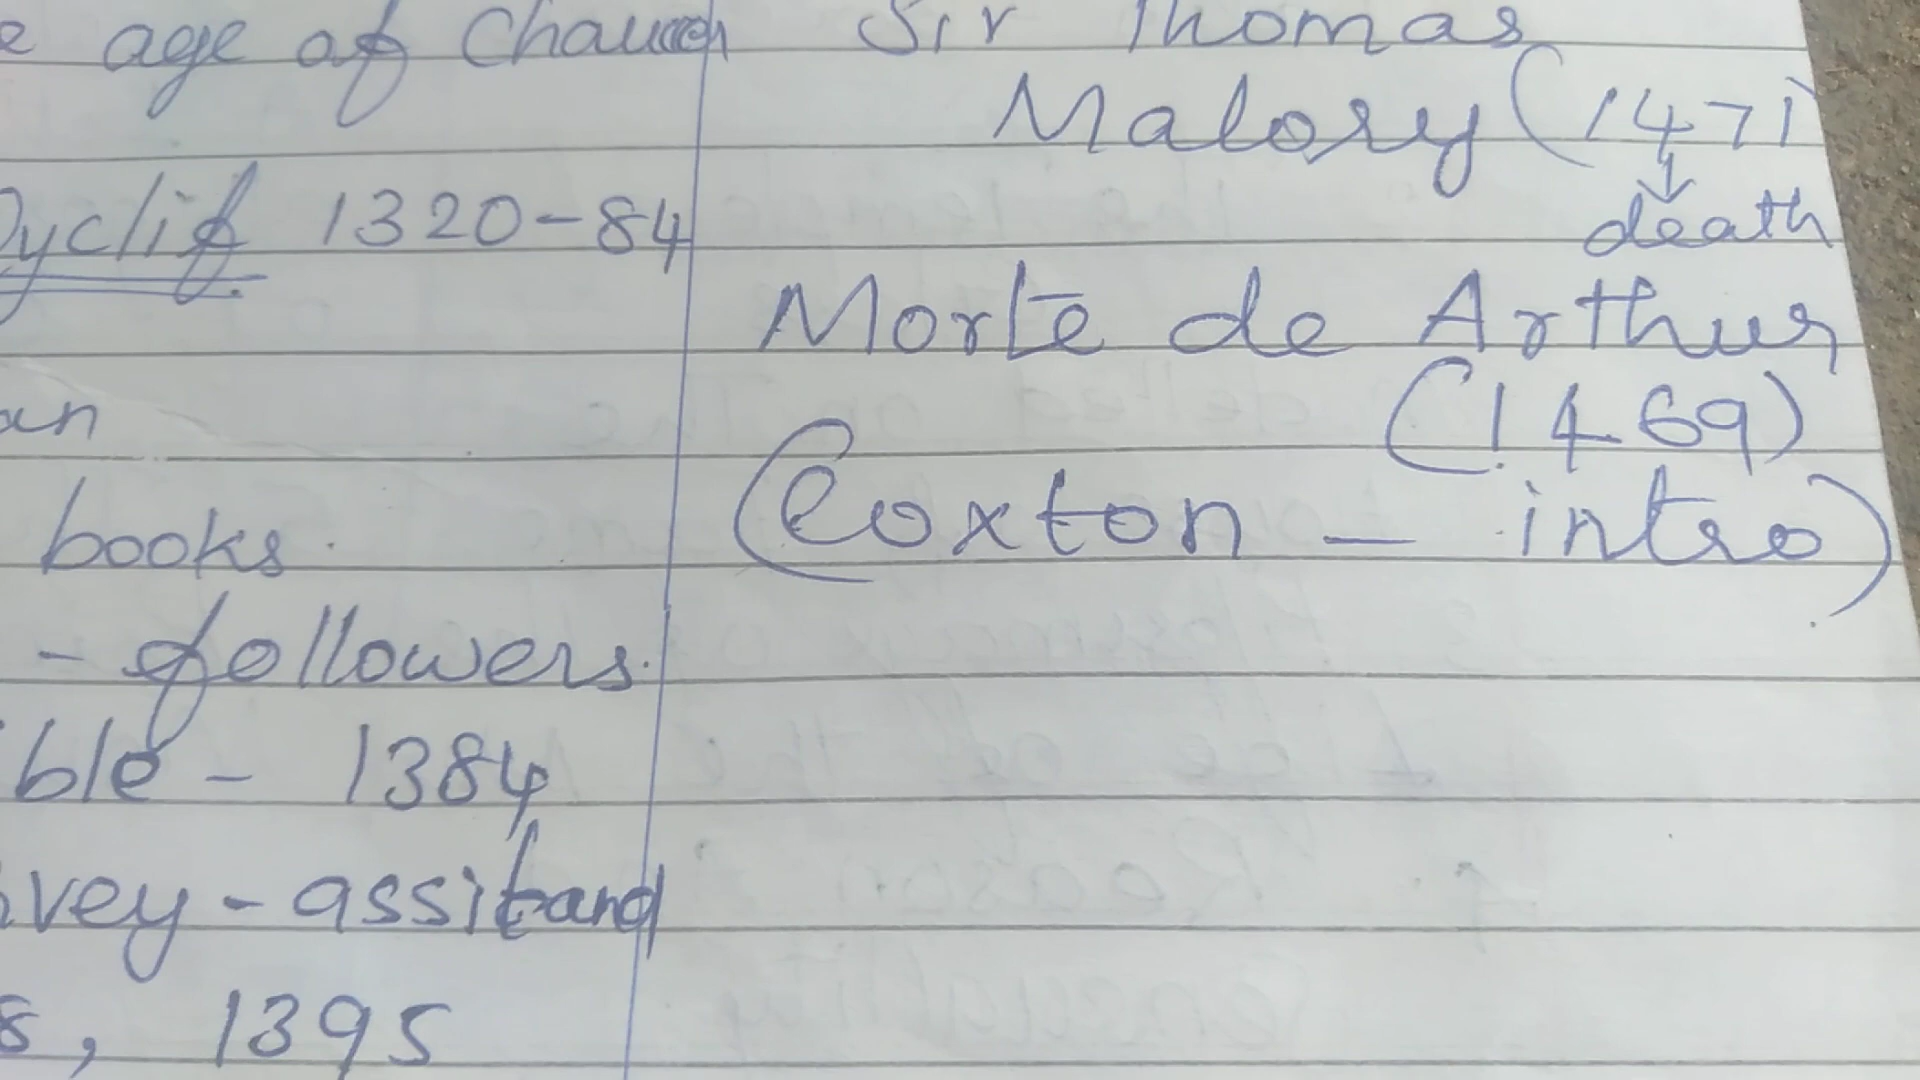 age of Chaucer
yclif 1320-84
books.
- followers.
ble - 1384
vey - assitand
s, 1395
Sir Thomas
Malory (1471
↓
death
Morte de Arthur
(1469)
(Coxton - intro)